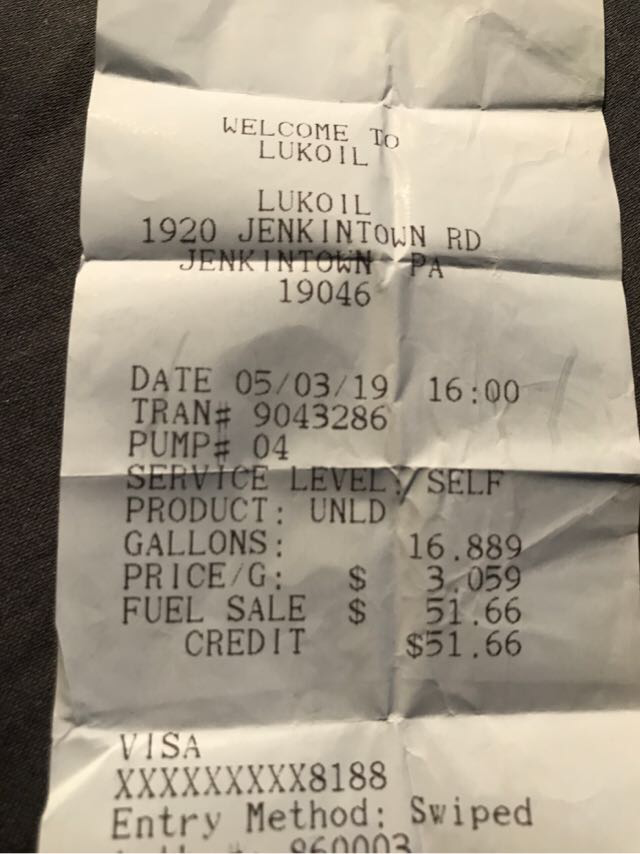 WELCOME To
LUKOIL
LUKOIL
1920 JENKINTOWN RD
JENKINTOWN PA
19046
DATE 05/03/19 16:00
TRAN# 9043286
PUMP# 04
SERVICE LEVEL: SELF
PRODUCT: UNLD
GALLONS: 16.889
PRICE/G: $ 3.059
FUEL SALE $ 51.66
CREDIT $51.66
VISA
XXXXXXXXX8188
Entry Method: Swiped
860003